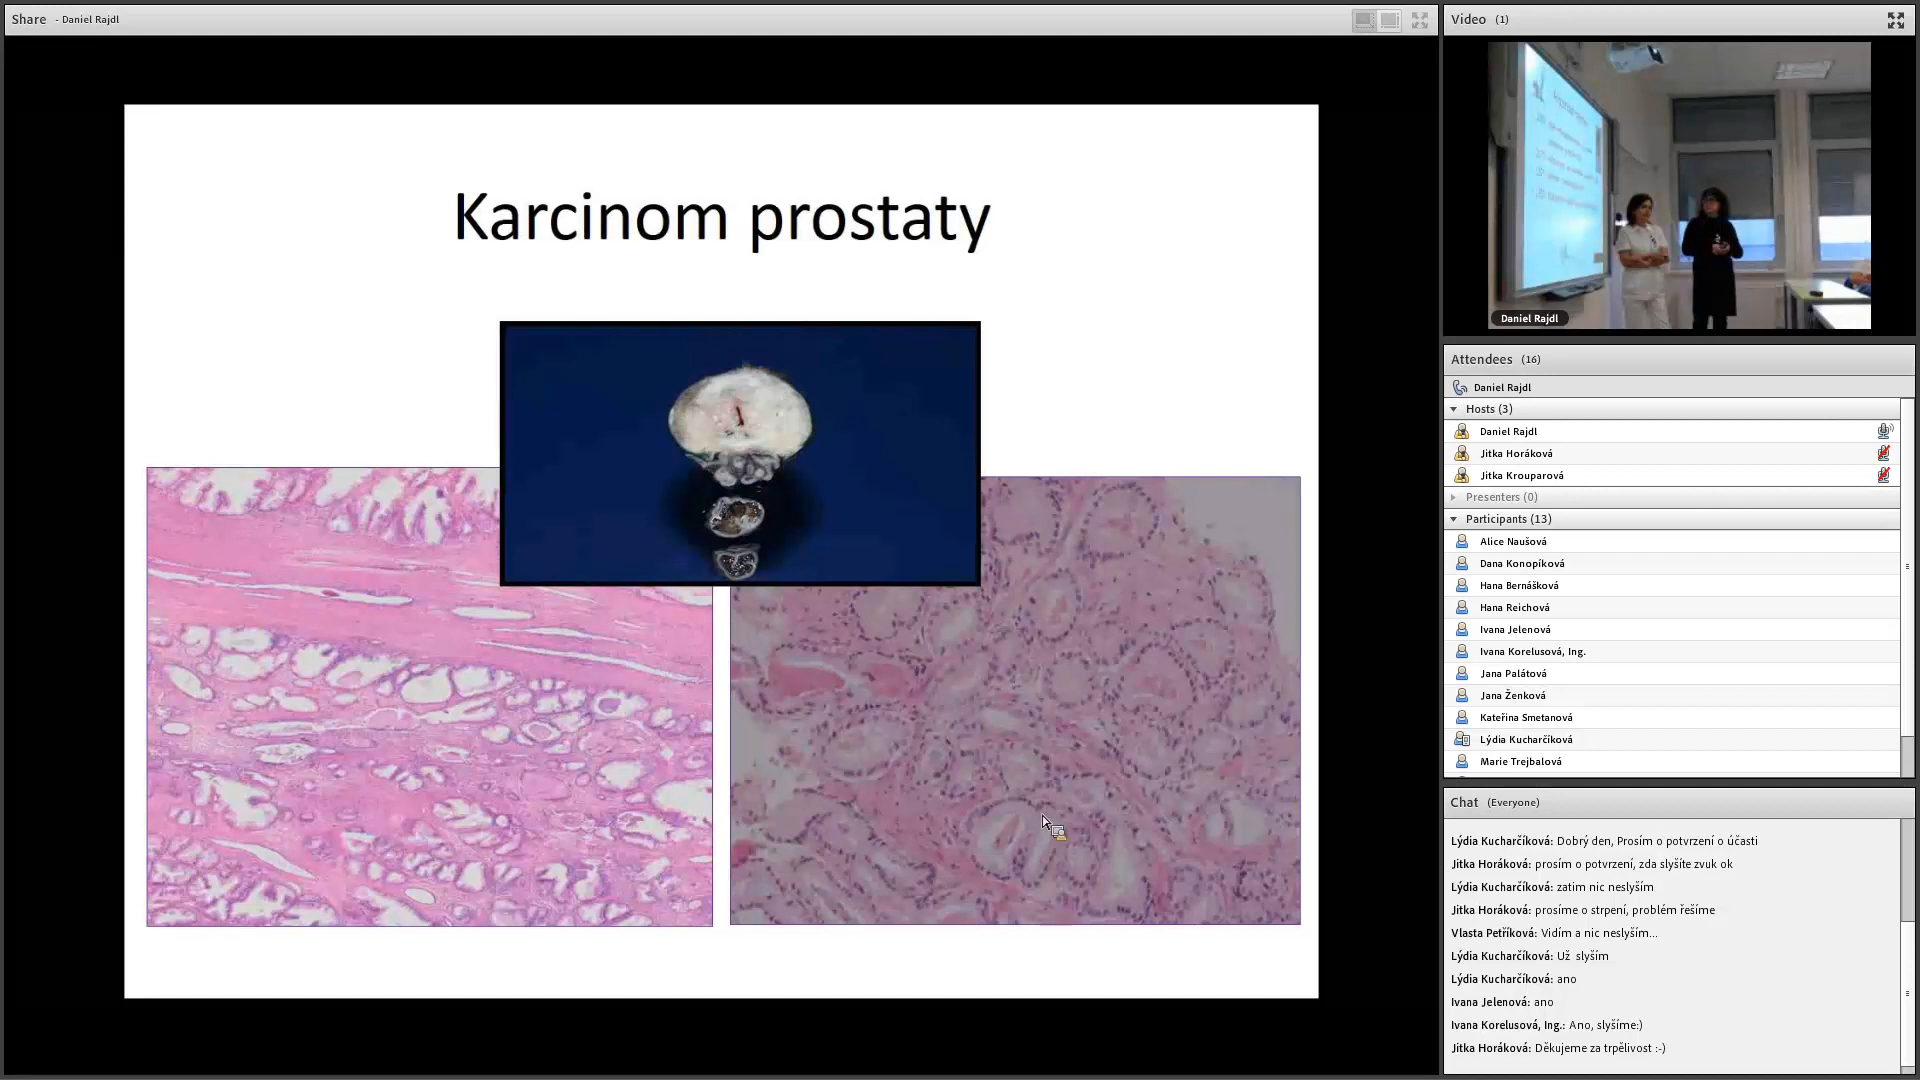 Share - Daniel Rajdl
Karcinom prostaty
Video (1)
Daniel Rajdl
Attendees (16)
Daniel Rajdl
Hosts (3)
Daniel Rajdl
Jitka Horáková
Jitka Krouparová
Presenters (0)
Participants (13)
Alice Naušová
Dana Konopíková
Hana Bernášková
Hana Reichová
Ivana Jelenová
Ivana Korelusová, Ing.
Jana Palátová
Jana Ženková
Kateřina Smetanová
Lýdia Kucharčíková
Marie Trejbalová
Chat (Everyone)
Lýdia Kucharčíková: Dobrý den, Prosím o potvrzení o účasti
Jitka Horáková: prosím o potvrzení, zda slyšíte zvuk ok
Lýdia Kucharčíková: zatim nic neslyším
Jitka Horáková: prosíme o strpení, problém řešíme
Vlasta Petříková: Vidím a nic neslyším...
Lýdia Kucharčíková: Už slyším
Lýdia Kucharčíková: ano
Ivana Jelenová: ano
Ivana Korelusová, Ing.: Ano, slyšíme:)
Jitka Horáková: Děkujeme za trpělivost :-)